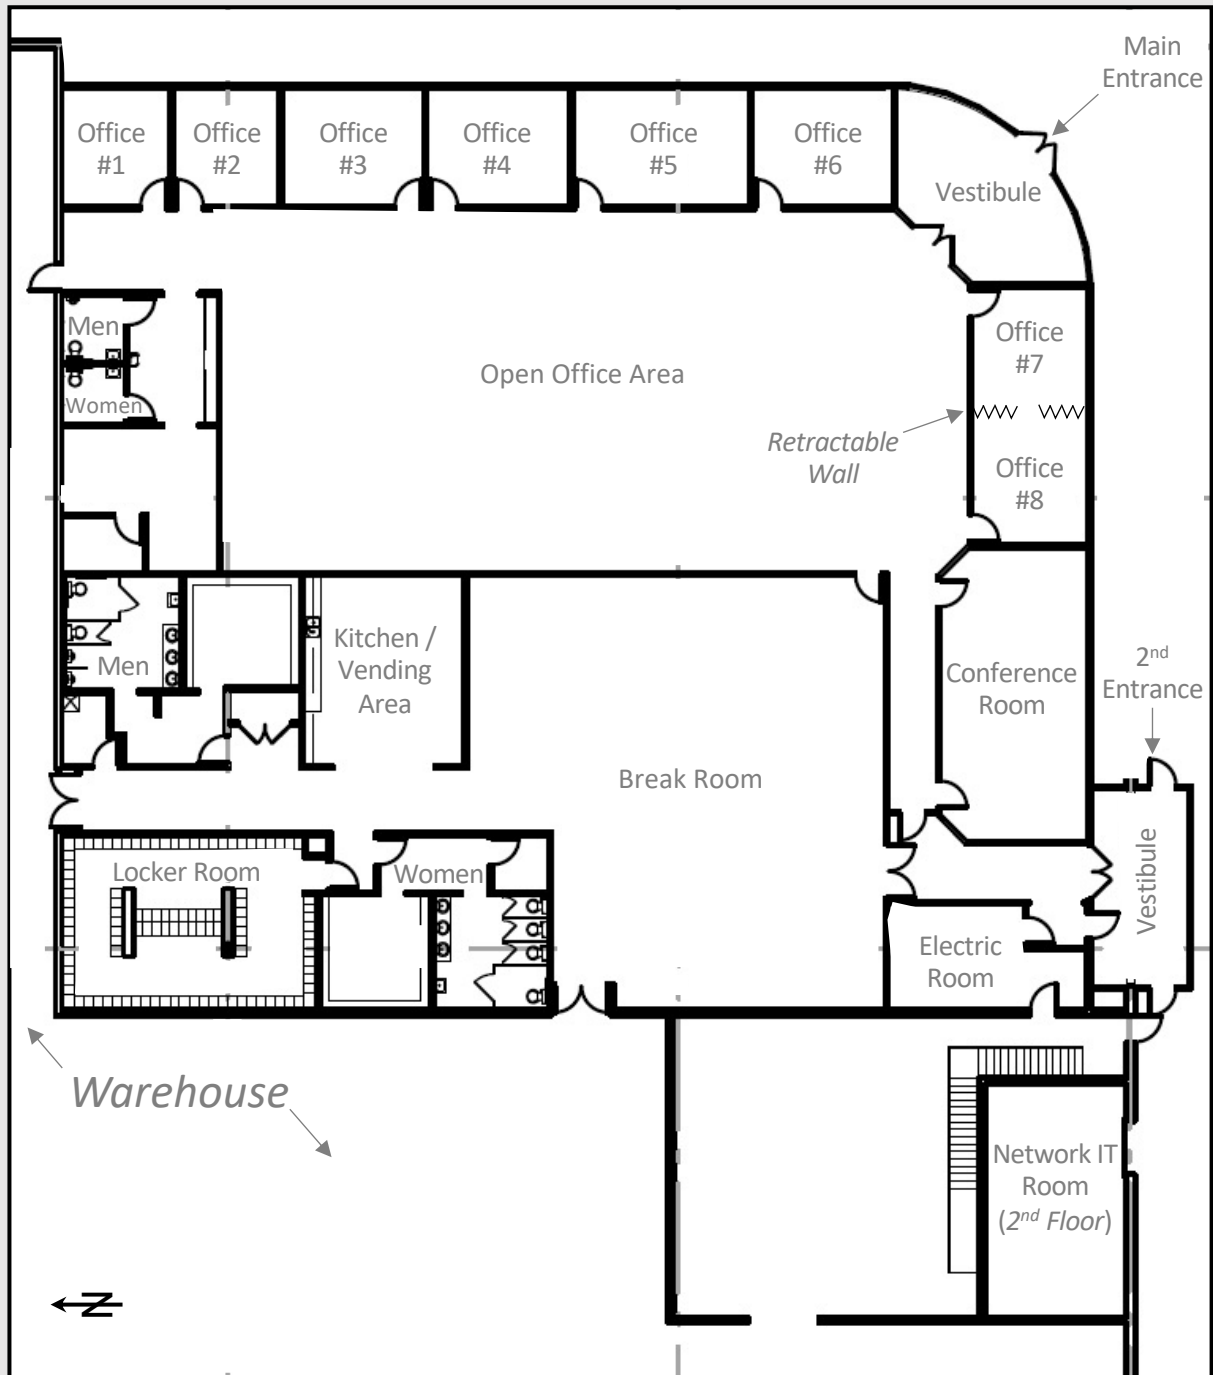 Main
Entrance
Office
#1
Office
#2
Office
#3
Office
#4
Office
#5
Office
#6
Vestibule
Men
Women
Open Office Area
Office
#7
Retractable
Wall
Office
#8
Men
Kitchen /
Vending
Area
Conference
Room
2nd
Entrance
Break Room
Locker Room
Women
Vestibule
Electric
Room
Warehouse
Network IT
Room
(2nd Floor)
N